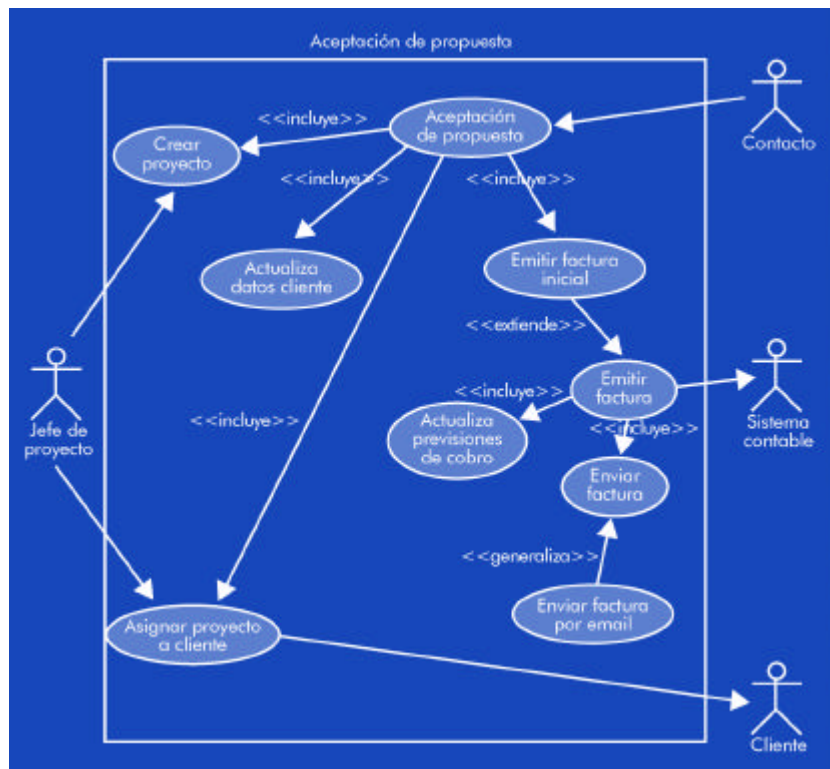 Aceptación de propuesta
Contacto
<<incluye>>
Aceptación
de propuesta
Crear
proyecto
<<incluye>>
<<incluye>>
Actualiza
datos cliente
Emitir factura
inicial
<<extiende>>
Jefe de
proyecto
<<incluye>>
Emitir
factura
<<incluye>>
Sistema
contable
Actualiza
previsiones
de cobro
<<incluye>>
Enviar
factura
<<generaliza>>
Enviar factura
por email
Asignar proyecto
a cliente
Cliente